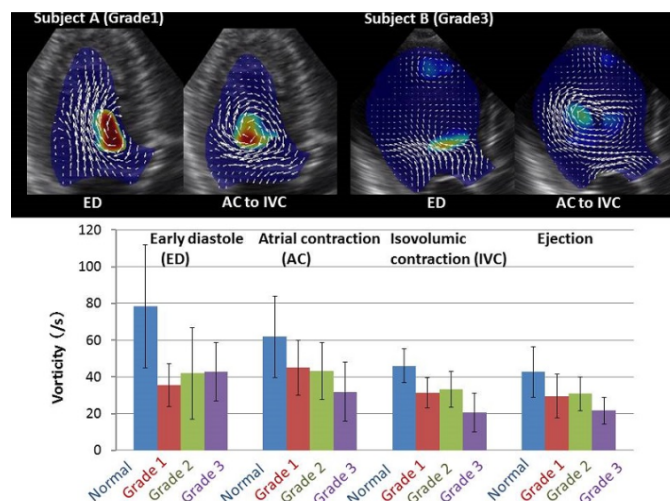 Subject A (Grade1)
Subject B (Grade3)
ED
AC to IVC
ED
AC to IVC
Early diastole
(ED)
Atrial contraction
(AC)
Isovolumic
contraction (IVC)
Ejection
Vorticity (/s)
120
100
80
60
40
20
0
Normal
Grade 1
Grade 2
Grade 3
Normal
Grade 1
Grade 2
Grade 3
Normal
Grade 1
Grade 2
Grade 3
Normal
Grade 1
Grade 2
Grade 3